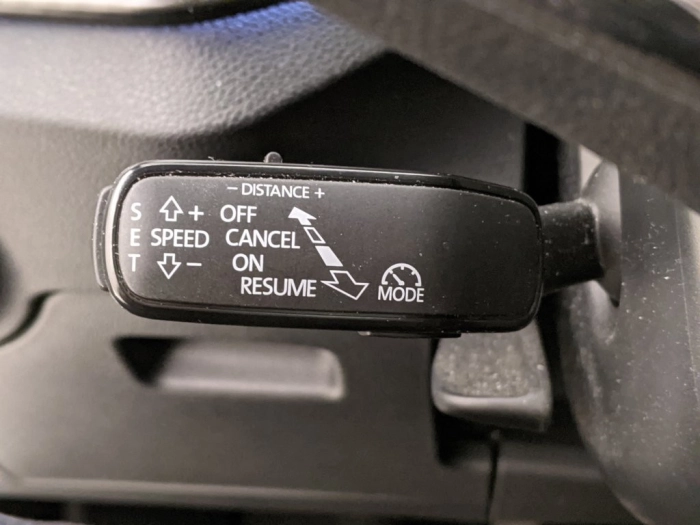 − DISTANCE +
S + OFF
E SPEED CANCEL
T − ON
RESUME
MODE